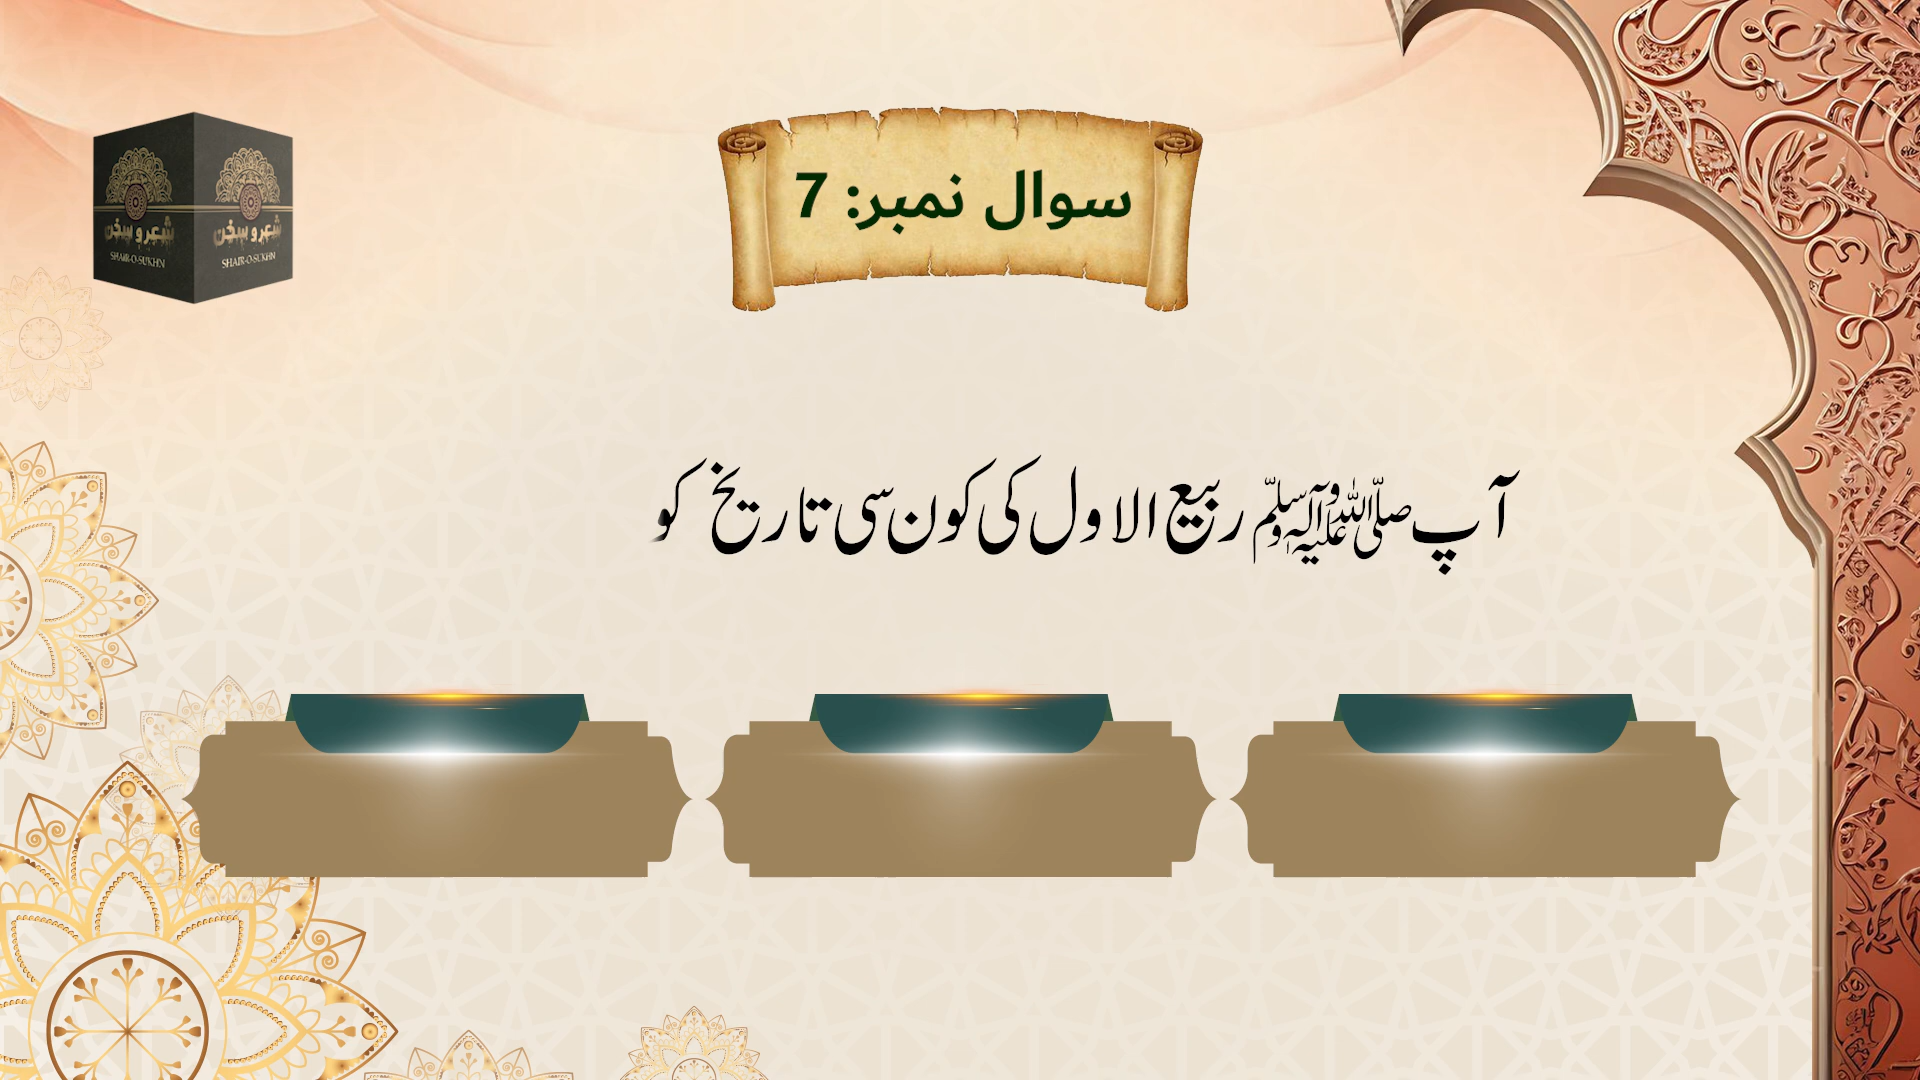 شعر و سخن
SHAIR-O-SUKHN
شعر و سخن
SHAIR-O-SUKHN
سوال نمبر: 7
آپ صلی اللہ علیہ وآلہ وسلم ربیع الاول کی کون سی تاریخ کو